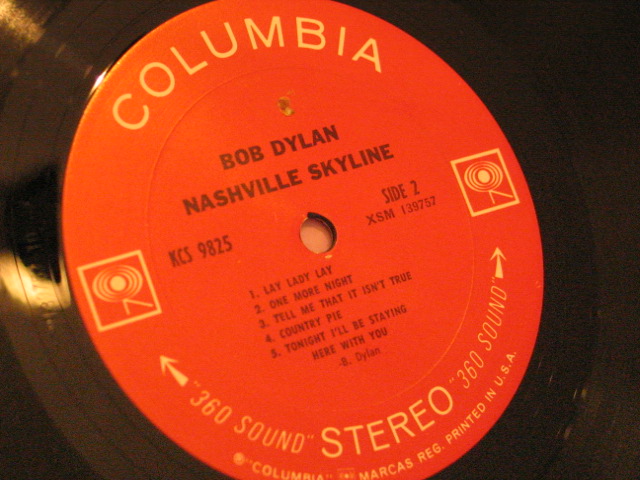 COLUMBIA
BOB DYLAN
NASHVILLE SKYLINE
SIDE 2
XSM 139757
KCS 9825
1. LAY LADY LAY
2. ONE MORE NIGHT
3. TELL ME THAT IT ISN'T TRUE
4. COUNTRY PIE
5. TONIGHT I'LL BE STAYING
HERE WITH YOU
-B. Dylan
"360 SOUND" STEREO "360 SOUND"
"COLUMBIA" MARCAS REG. PRINTED IN U.S.A.